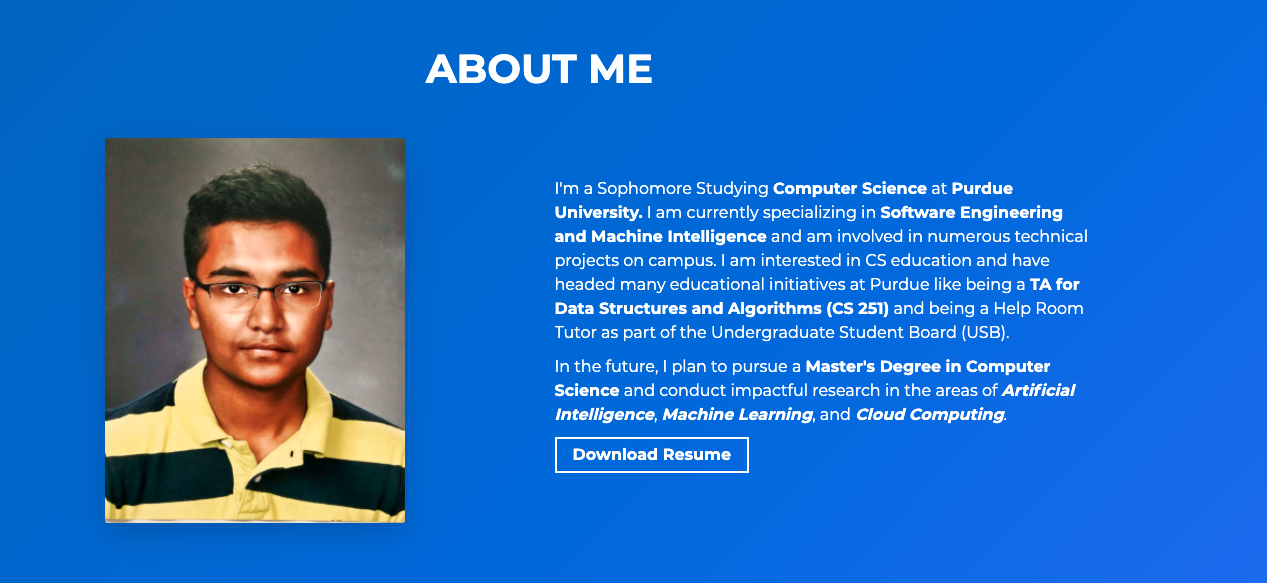 ABOUT ME
I'm a Sophomore Studying Computer Science at Purdue
University. I am currently specializing in Software Engineering
and Machine Intelligence and am involved in numerous technical
projects on campus. I am interested in CS education and have
headed many educational initiatives at Purdue like being a TA for
Data Structures and Algorithms (CS 251) and being a Help Room
Tutor as part of the Undergraduate Student Board (USB).
In the future, I plan to pursue a Master's Degree in Computer
Science and conduct impactful research in the areas of Artificial
Intelligence, Machine Learning, and Cloud Computing.
Download Resume